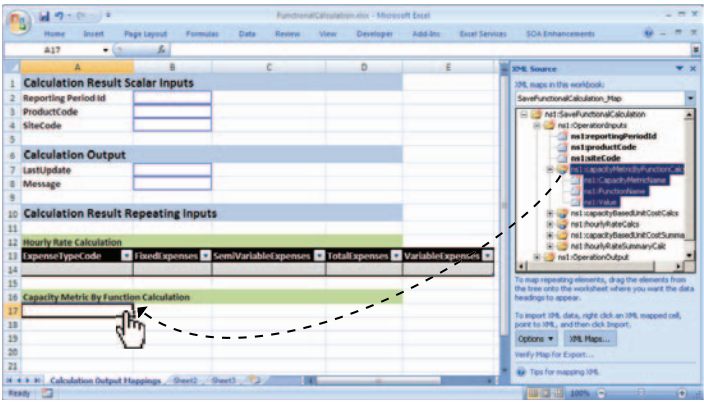 FunctionalCalculation.xlsx - Microsoft Excel
Home Insert Page Layout Formulas Data Review View Developer Add-Ins Excel Services SOA Enhancements
A17 fx
A B C D E
1 Calculation Result Scalar Inputs
2 Reporting Period Id
3 ProductCode
4 SiteCode
5
6 Calculation Output
7 LastUpdate
8 Message
9
10 Calculation Result Repeating Inputs
11
12 Hourly Rate Calculation
13 ExpenseTypeCode FixedExpenses SemiVariableExpenses TotalExpenses VariableExpenses
14
15
16 Capacity Metric By Function Calculation
17
18
19
20
21
Calculation Output Mappings Sheet2 Sheet3
Ready 100%
XML Source
XML maps in this workbook:
SaveFunctionalCalculation_Map
ns1:SaveFunctionalCalculation
ns1:OperationInputs
ns1:reportingPeriodId
ns1:productCode
ns1:siteCode
ns1:capacityMetricByFunctionCalc
ns1:CapacityMetricName
ns1:FunctionName
ns1:Value
ns1:capacityBasedUnitCostCalcs
ns1:hourlyRateCalcs
ns1:capacityBasedUnitCostSumma
ns1:hourlyRateSummaryCalc
ns1:OperationOutput
To map repeating elements, drag the elements from
the tree onto the worksheet where you want the data
headings to appear.
To import XML data, right click an XML mapped cell,
point to XML, and then click Import.
Options XML Maps...
Verify Map for Export...
Tips for mapping XML